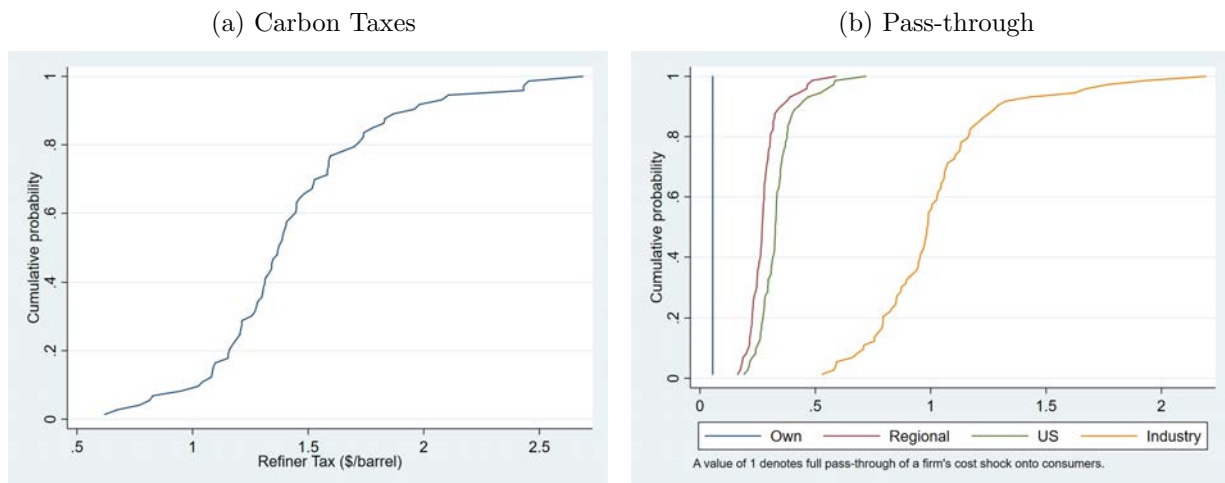 (a) Carbon Taxes
Cumulative probability
0
.2
.4
.6
.8
1
.5
1
1.5
2
2.5
Refiner Tax ($/barrel)
(b) Pass-through
Cumulative probability
0
.2
.4
.6
.8
1
0
.5
1
1.5
2
Own
Regional
US
Industry
A value of 1 denotes full pass-through of a firm's cost shock onto consumers.